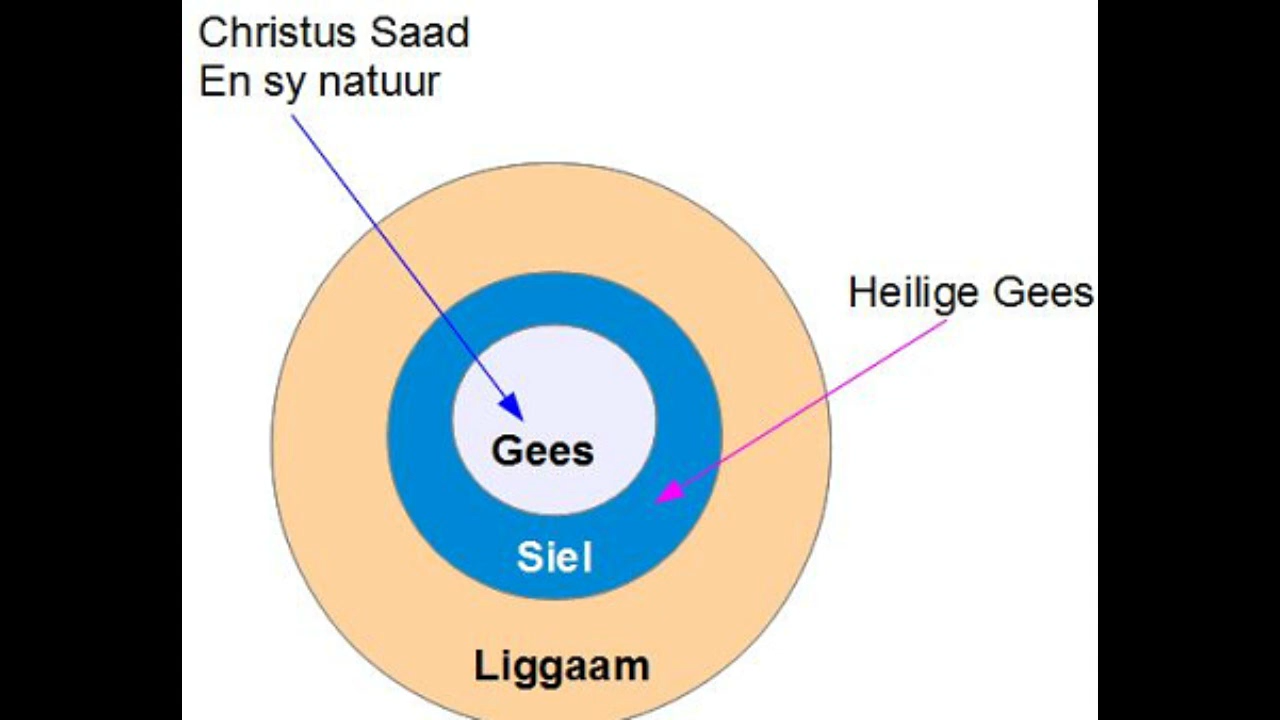 Christus Saad
En sy natuur
Heilige Gees
Gees
Siel
Liggaam